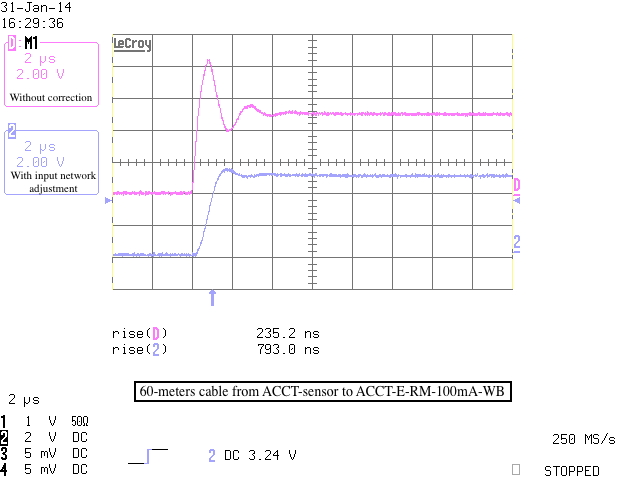 31-Jan-14
16:29:36
D: M1
2 µs
2.00 V
Without correction
LeCroy
2
2 µs
2.00 V
With input network
adjustment
D
2
rise(D) 235.2 ns
rise(2) 793.0 ns
60-meters cable from ACCT-sensor to ACCT-E-RM-100mA-WB
2 µs
1 1 V 50Ω
2 2 V DC
3 5 mV DC
4 5 mV DC
2 DC 3.24 V
250 MS/s
STOPPED